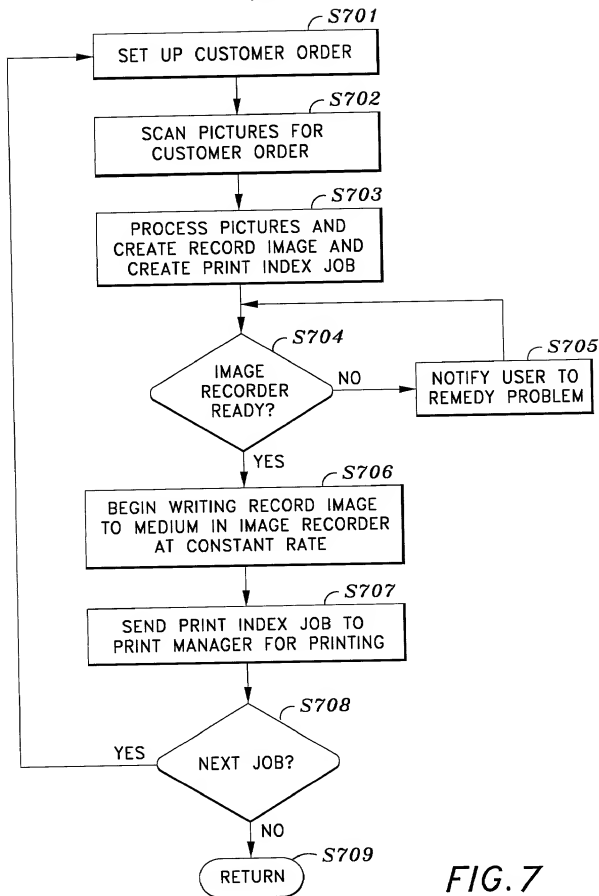 S701
SET UP CUSTOMER ORDER
S702
SCAN PICTURES FOR
CUSTOMER ORDER
S703
PROCESS PICTURES AND
CREATE RECORD IMAGE AND
CREATE PRINT INDEX JOB
S704
IMAGE
RECORDER
READY?
NO
S705
NOTIFY USER TO
REMEDY PROBLEM
YES
S706
BEGIN WRITING RECORD IMAGE
TO MEDIUM IN IMAGE RECORDER
AT CONSTANT RATE
S707
SEND PRINT INDEX JOB TO
PRINT MANAGER FOR PRINTING
S708
YES
NEXT JOB?
NO
S709
RETURN
FIG.7